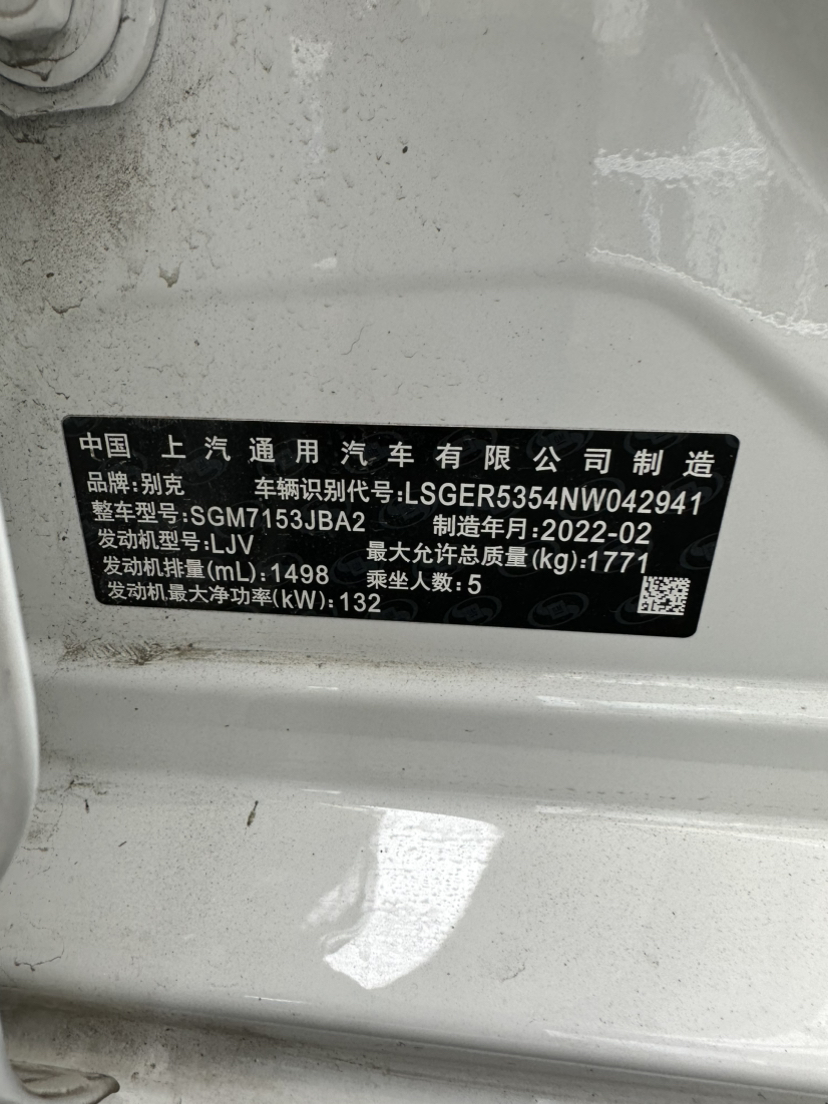 中国 上汽通用汽车有限公司制造
品牌:别克 车辆识别代号:LSGER5354NW042941
整车型号:SGM7153JBA2 制造年月:2022-02
发动机型号:LJV 最大允许总质量(kg):1771
发动机排量(mL):1498 乘坐人数:5
发动机最大净功率(kW):132